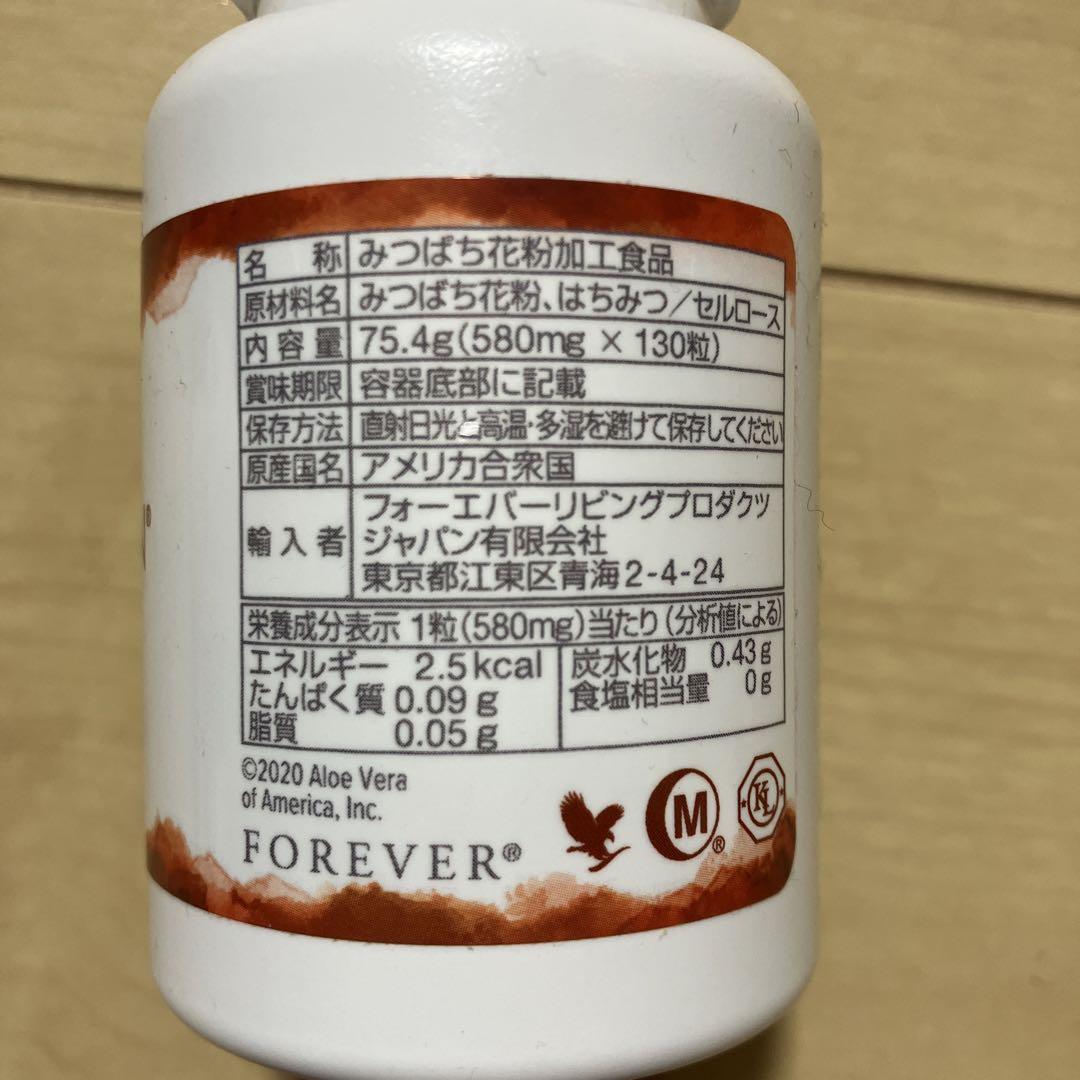 名称 みつばち花粉加工食品
原材料名 みつばち花粉、はちみつ/セルロース
内容量 75.4g(580mg × 130粒)
賞味期限 容器底部に記載
保存方法 直射日光と高温・多湿を避けて保存してください
原産国名 アメリカ合衆国
輸入者 フォーエバーリビングプロダクツ
ジャパン有限会社
東京都江東区青海2-4-24
栄養成分表示 1粒(580mg)当たり(分析値による)
エネルギー 2.5kcal 炭水化物 0.43g
たんぱく質 0.09g 食塩相当量 0g
脂質 0.05g
©2020 Aloe Vera
of America, Inc.
FOREVER®
M®
KL